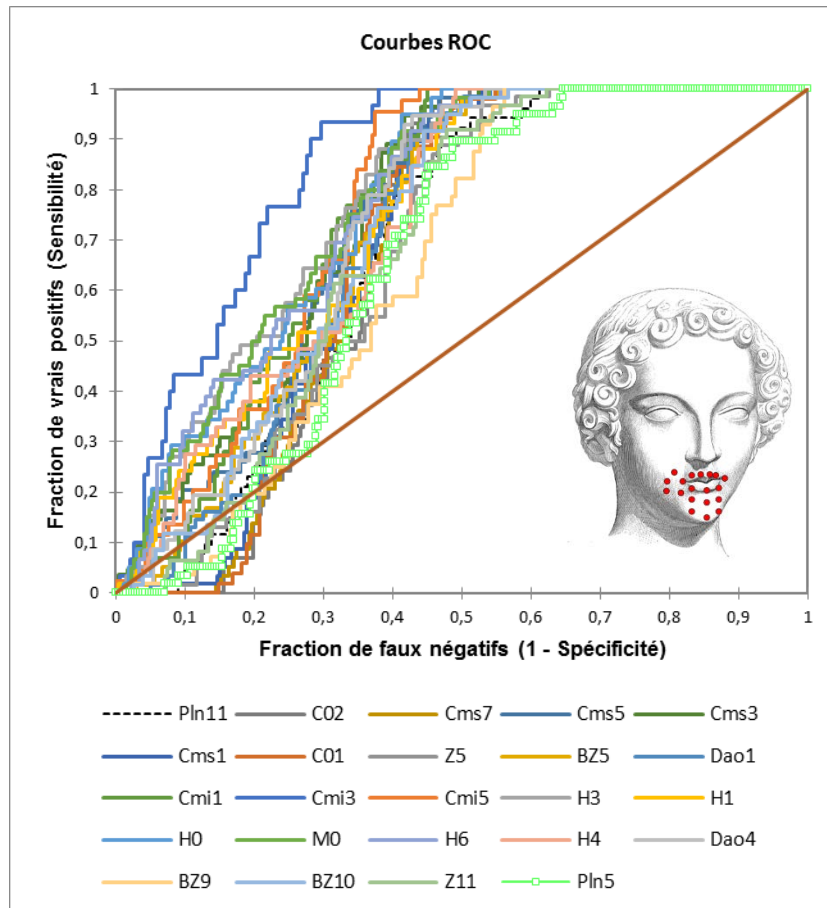 Courbes ROC
1
0,9
0,8
0,7
0,6
0,5
0,4
0,3
0,2
0,1
0
Fraction de vrais positifs (Sensibilité)
0 0,1 0,2 0,3 0,4 0,5 0,6 0,7 0,8 0,9 1
Fraction de faux négatifs (1 - Spécificité)
Pln11 C02 Cms7 Cms5 Cms3
Cms1 C01 Z5 BZ5 Dao1
Cmi1 Cmi3 Cmi5 H3 H1
H0 M0 H6 H4 Dao4
BZ9 BZ10 Z11 Pln5